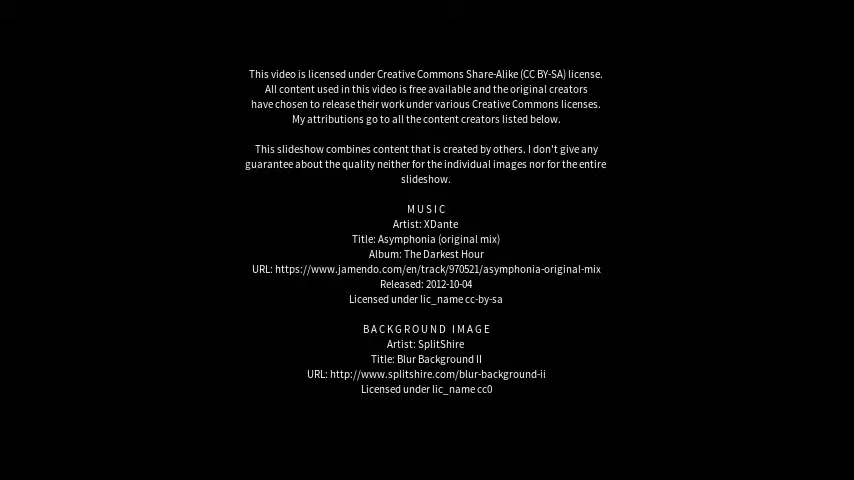 This video is licensed under Creative Commons Share-Alike (CC BY-SA) license.
All content used in this video is free available and the original creators
have chosen to release their work under various Creative Commons licenses.
My attributions go to all the content creators listed below.
This slideshow combines content that is created by others. I don't give any
guarantee about the quality neither for the individual images nor for the entire
slideshow.
MUSIC
Artist: XDante
Title: Asymphonia (original mix)
Album: The Darkest Hour
URL: https://www.jamendo.com/en/track/970521/asymphonia-original-mix
Released: 2012-10-04
Licensed under lic_name cc-by-sa
BACKGROUND IMAGE
Artist: SplitShire
Title: Blur Background II
URL: http://www.splitshire.com/blur-background-ii
Licensed under lic_name cc0